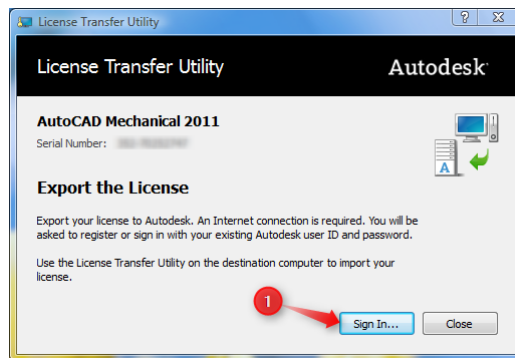 License Transfer Utility
License Transfer Utility
Autodesk
AutoCAD Mechanical 2011
Serial Number:
Export the License
Export your license to Autodesk. An Internet connection is required. You will be
asked to register or sign in with your existing Autodesk user ID and password.
Use the License Transfer Utility on the destination computer to import your
license.
1
Sign In...
Close
A